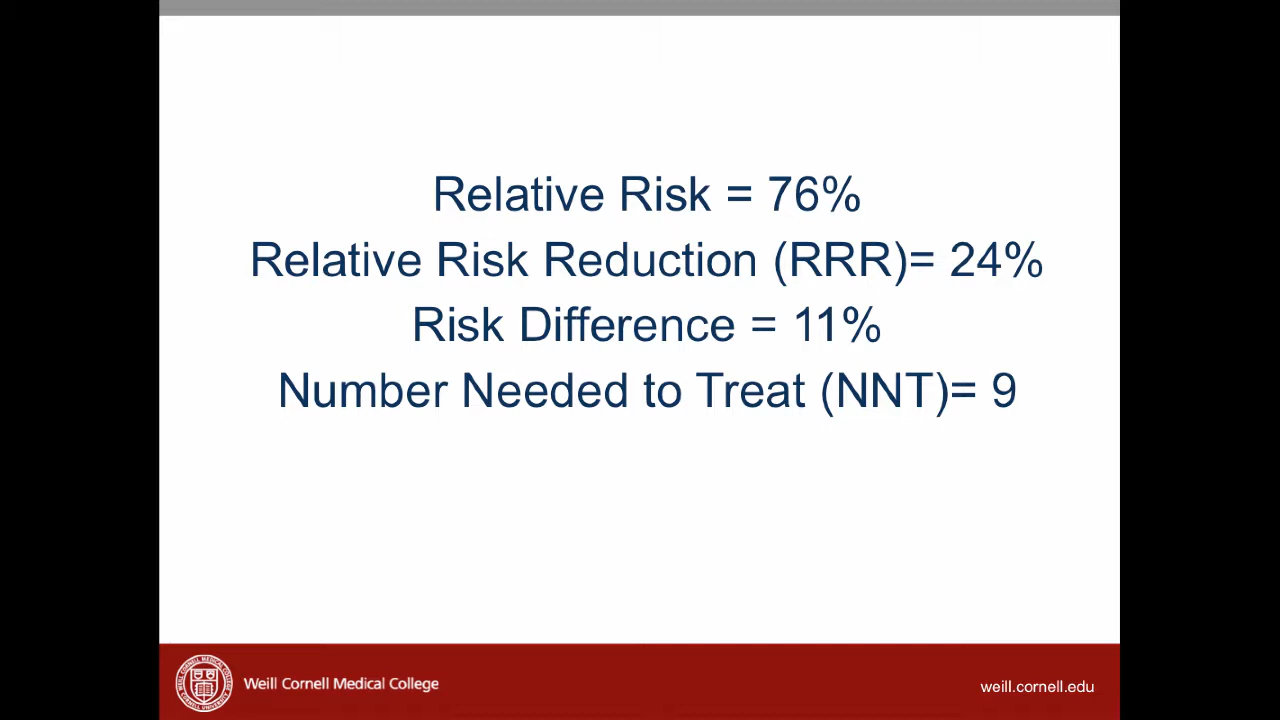 Relative Risk = 76%
Relative Risk Reduction (RRR)= 24%
Risk Difference = 11%
Number Needed to Treat (NNT)= 9
Weill Cornell Medical College
weill.cornell.edu